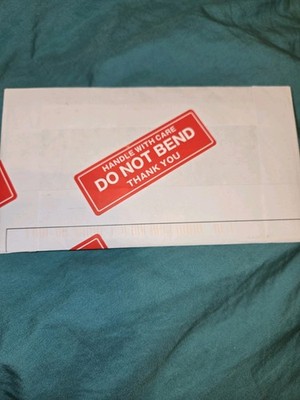 HANDLE WITH CARE
DO NOT BEND
THANK YOU